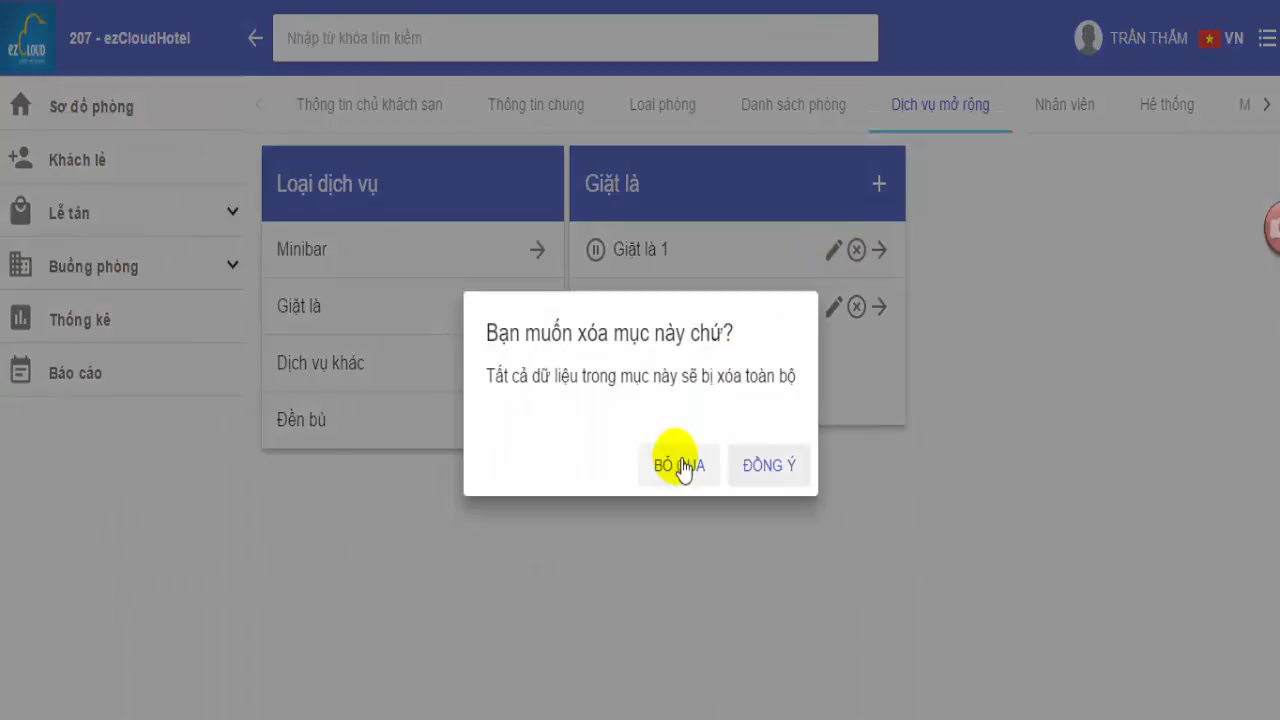 ezCLOUD
207 - ezCloudHotel
Nhập từ khóa tìm kiếm
TRẦN THẮM
VN
Sơ đồ phòng
Khách lẻ
Lễ tân
Buồng phòng
Thống kê
Báo cáo
Thông tin chủ khách sạn
Thông tin chung
Loại phòng
Danh sách phòng
Dịch vụ mở rộng
Nhân viên
Hệ thống
M
Loại dịch vụ
Minibar
Giặt là
Dịch vụ khác
Đền bù
Giặt là
Giặt là 1
Bạn muốn xóa mục này chứ?
Tất cả dữ liệu trong mục này sẽ bị xóa toàn bộ
BỎ QUA
ĐỒNG Ý